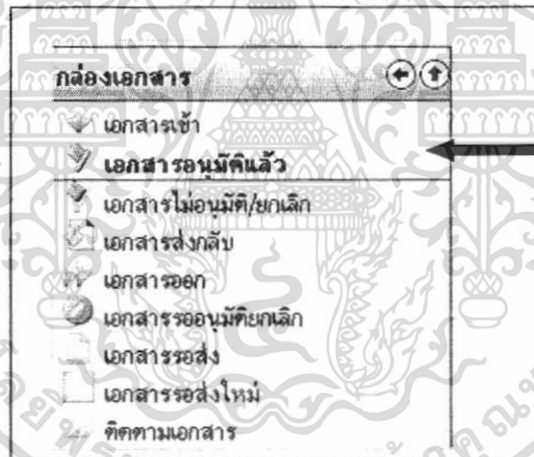 กล่องเอกสาร
เอกสารเข้า
เอกสารอนุมัติแล้ว
เอกสารไม่อนุมัติ/ยกเลิก
เอกสารส่งกลับ
เอกสารออก
เอกสารรออนุมัติยกเลิก
เอกสารรอส่ง
เอกสารรอส่งใหม่
ติดตามเอกสาร